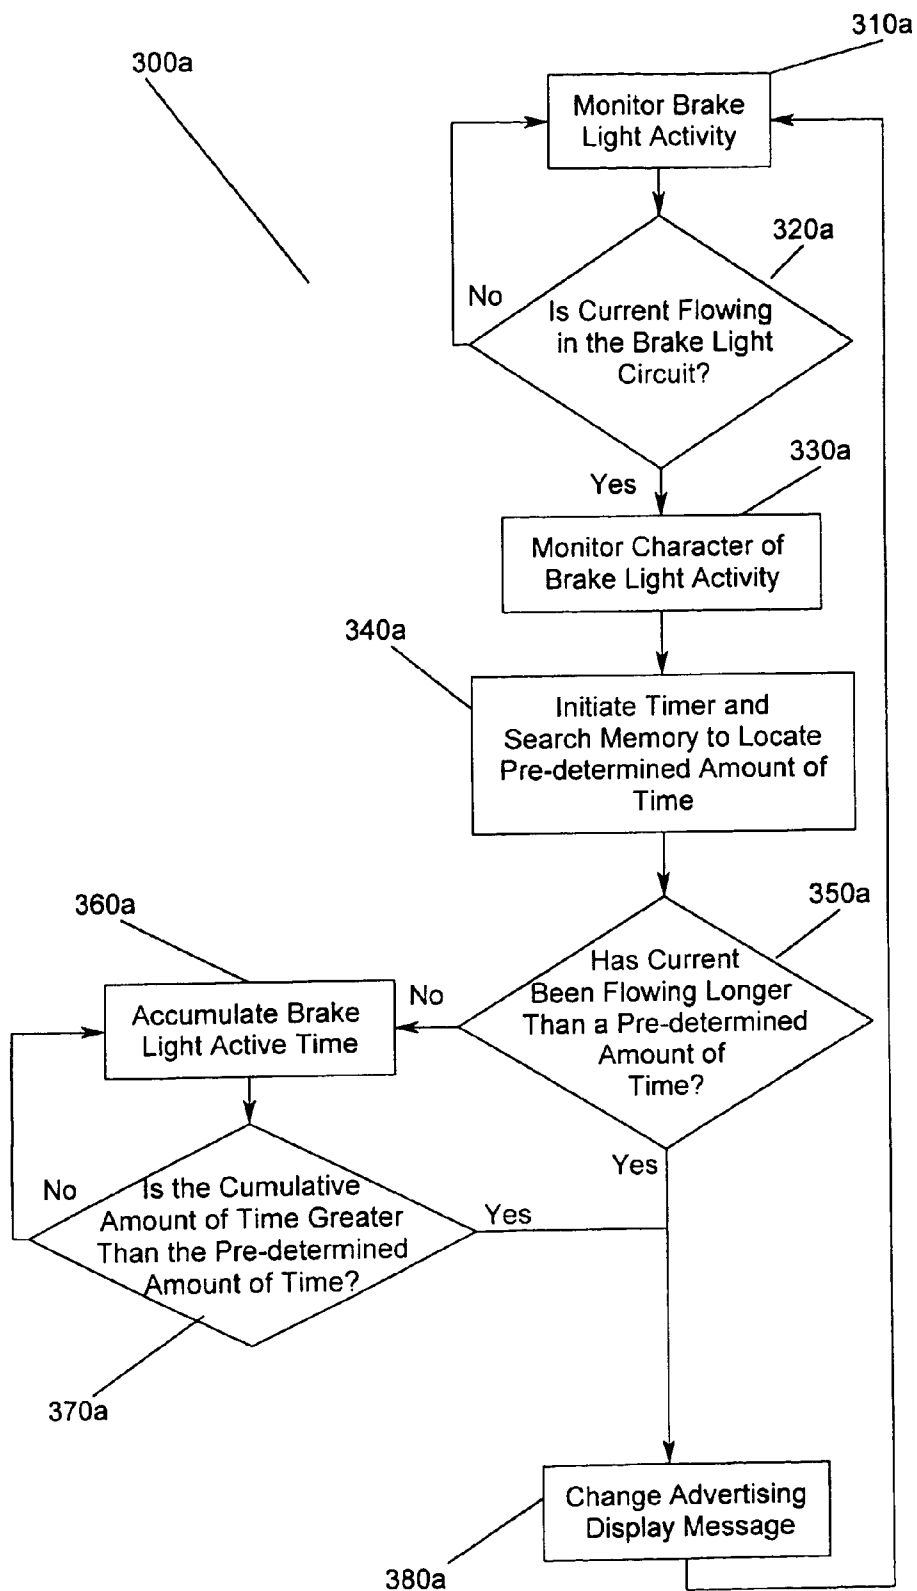 310a
300a
Monitor Brake
Light Activity
320a
No
Is Current Flowing
in the Brake Light
Circuit?
330a
Yes
Monitor Character of
Brake Light Activity
340a
Initiate Timer and
Search Memory to Locate
Pre-determined Amount of
Time
350a
360a
Has Current
Been Flowing Longer
Than a Pre-determined
Amount of
Time?
No
Accumulate Brake
Light Active Time
Yes
No
Is the Cumulative
Amount of Time Greater
Than the Pre-determined
Amount of Time?
Yes
370a
Change Advertising
Display Message
380a